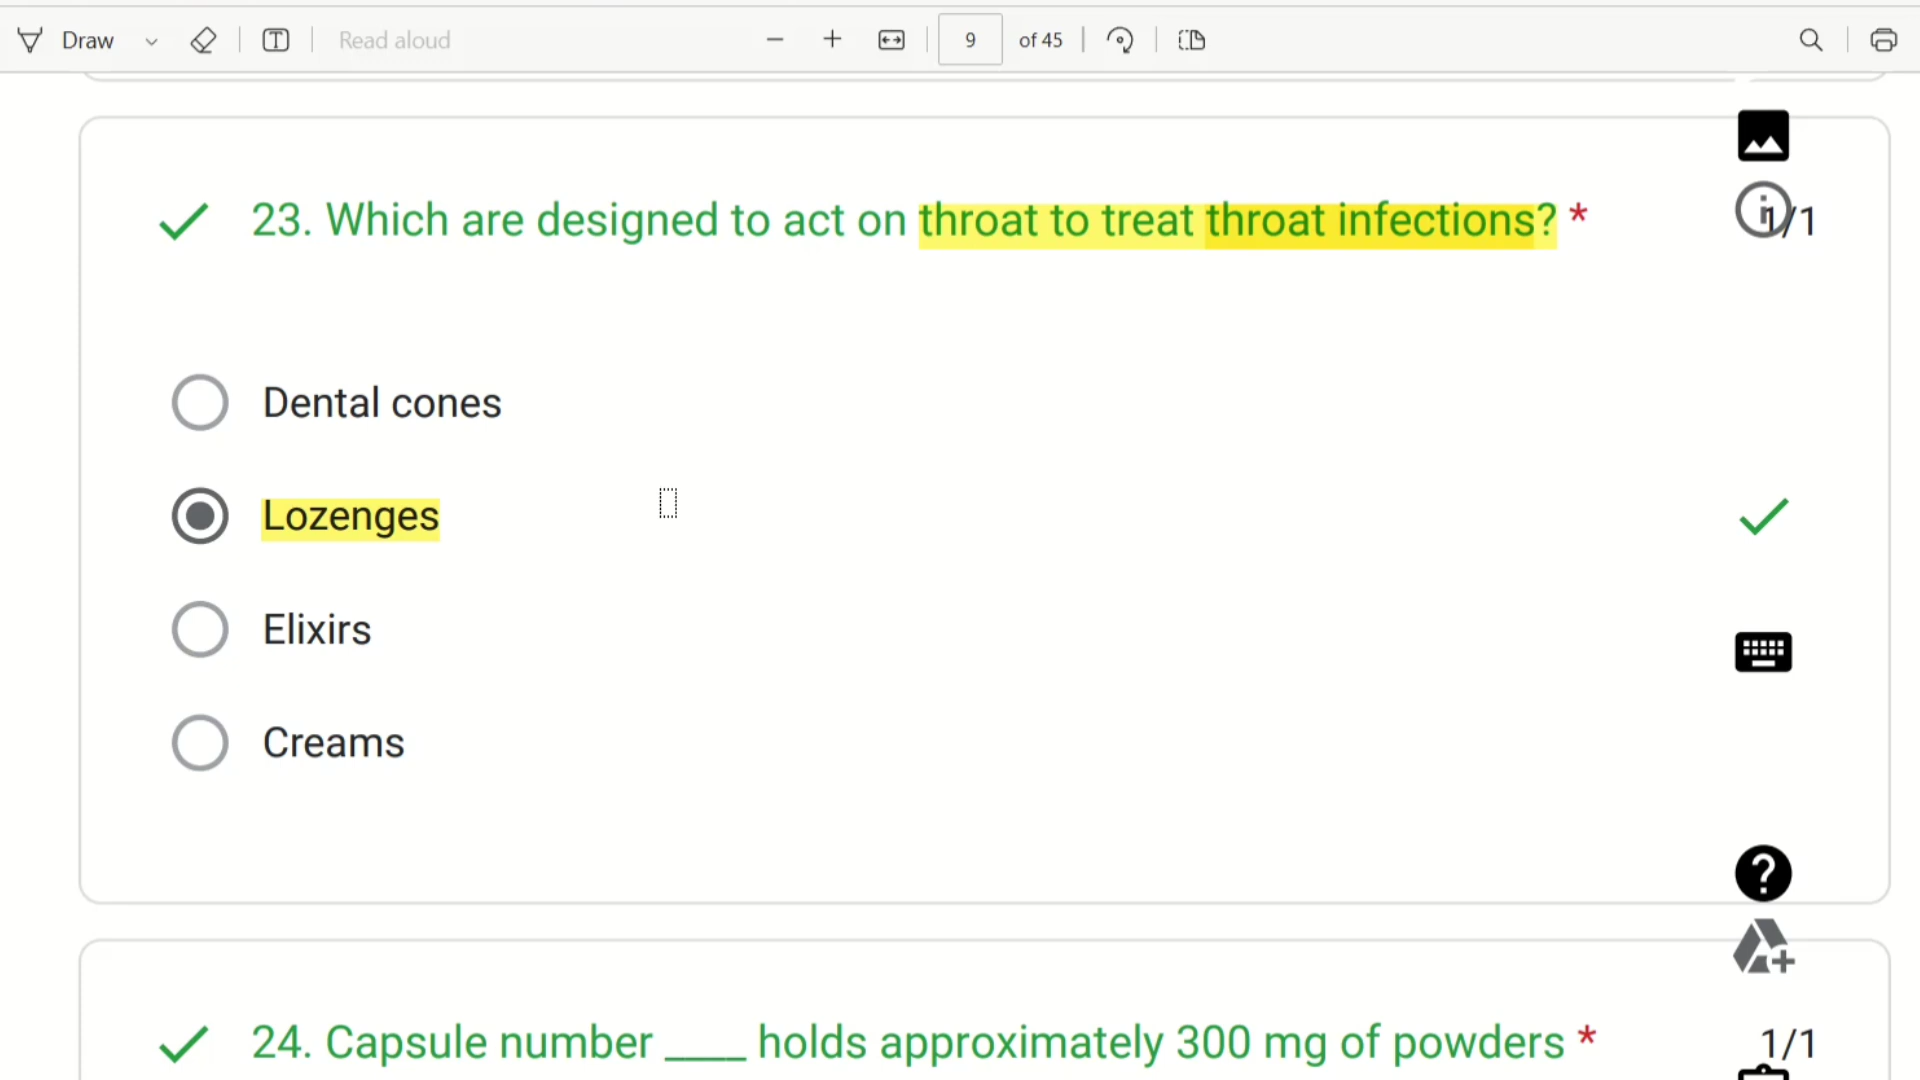 Draw
Read aloud
9 of 45
23. Which are designed to act on throat to treat throat infections? * 1/1
Dental cones
Lozenges
Elixirs
Creams
24. Capsule number ____ holds approximately 300 mg of powders * 1/1